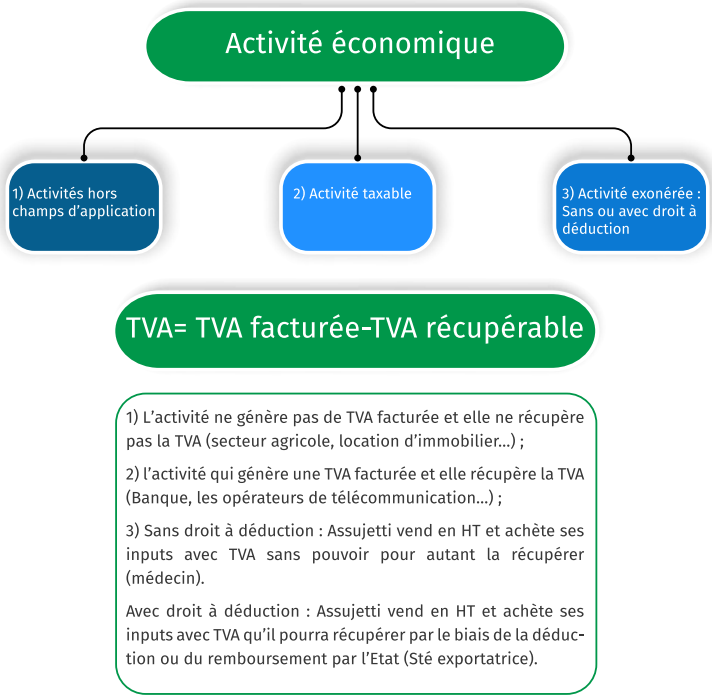 Activité économique
1) Activités hors
champs d’application
2) Activité taxable
3) Activité exonérée :
Sans ou avec droit à
déduction
TVA= TVA facturée-TVA récupérable
1) L’activité ne génère pas de TVA facturée et elle ne récupère
pas la TVA (secteur agricole, location d’immobilier...) ;
2) l’activité qui génère une TVA facturée et elle récupère la TVA
(Banque, les opérateurs de télécommunication...) ;
3) Sans droit à déduction : Assujetti vend en HT et achète ses
inputs avec TVA sans pouvoir pour autant la récupérer
(médecin).
Avec droit à déduction : Assujetti vend en HT et achète ses
inputs avec TVA qu’il pourra récupérer par le biais de la déduc-
tion ou du remboursement par l’Etat (Sté exportatrice).